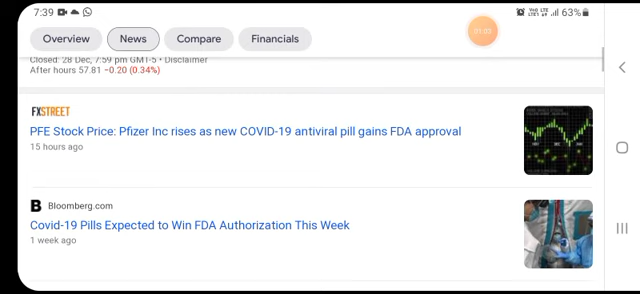 7:39
63%
Overview
News
Compare
Financials
01:05
Closed: 28 Dec, 7:59 pm GMT-5 • Disclaimer
After hours 57.81 −0.20 (0.34%)
FXSTREET
PFE Stock Price: Pfizer Inc rises as new COVID-19 antiviral pill gains FDA approval
15 hours ago
B Bloomberg.com
Covid-19 Pills Expected to Win FDA Authorization This Week
1 week ago